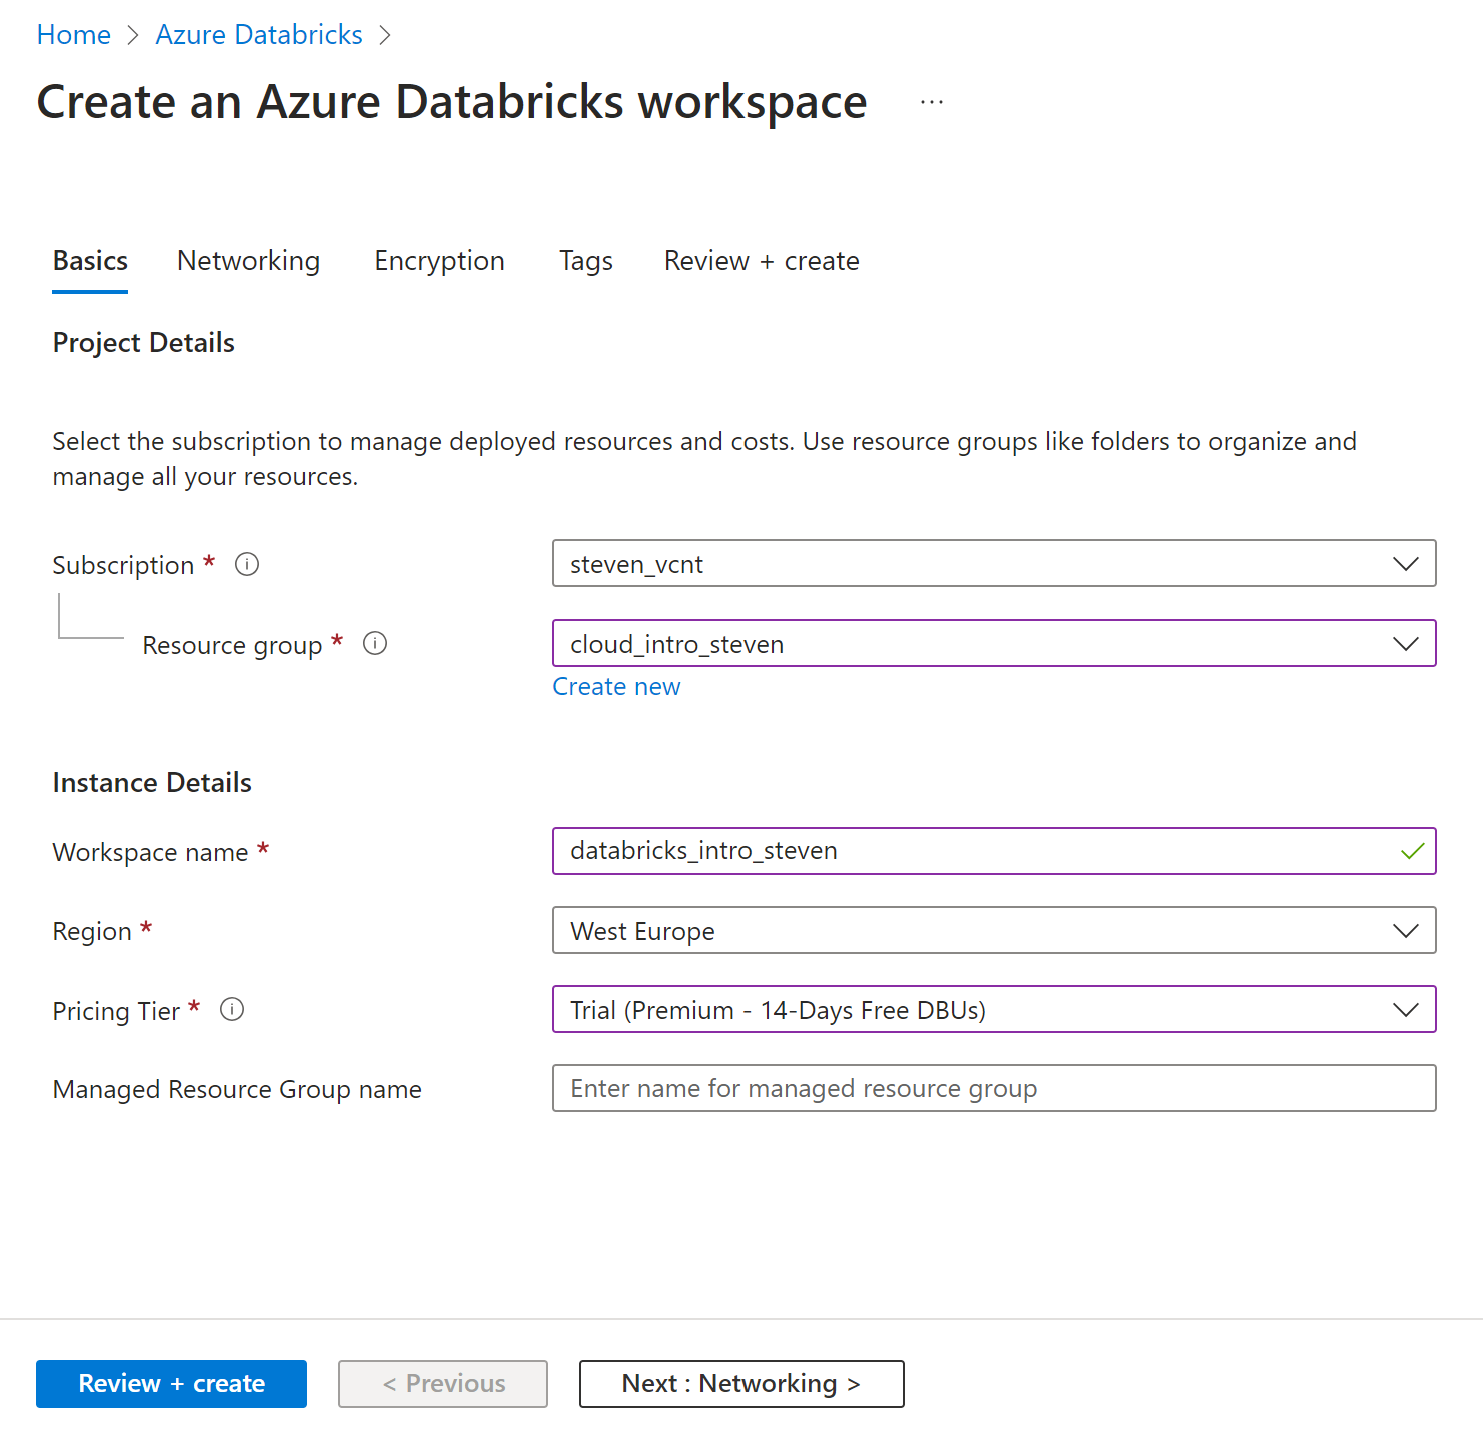 Home > Azure Databricks >
Create an Azure Databricks workspace ...
Basics Networking Encryption Tags Review + create
Project Details
Select the subscription to manage deployed resources and costs. Use resource groups like folders to organize and
manage all your resources.
Subscription * steven_vcnt
Resource group * cloud_intro_steven
Create new
Instance Details
Workspace name * databricks_intro_steven
Region * West Europe
Pricing Tier * Trial (Premium - 14-Days Free DBUs)
Managed Resource Group name Enter name for managed resource group
Review + create < Previous Next : Networking >